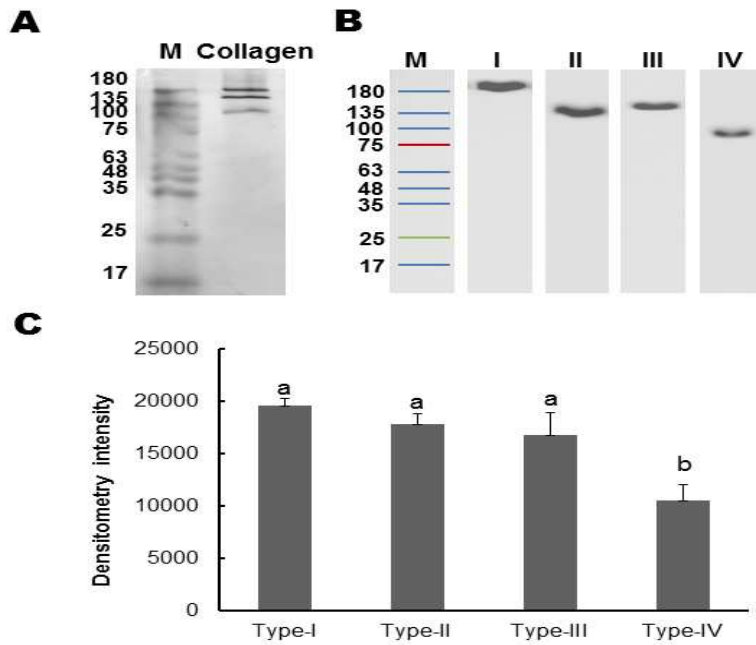 A
M Collagen
180
135
100
75
63
48
35
25
17
B
M I II III IV
180
135
100
75
63
48
35
25
17
C
Densitometry intensity
25000
20000
15000
10000
5000
0
a
a
a
b
Type-I Type-II Type-III Type-IV